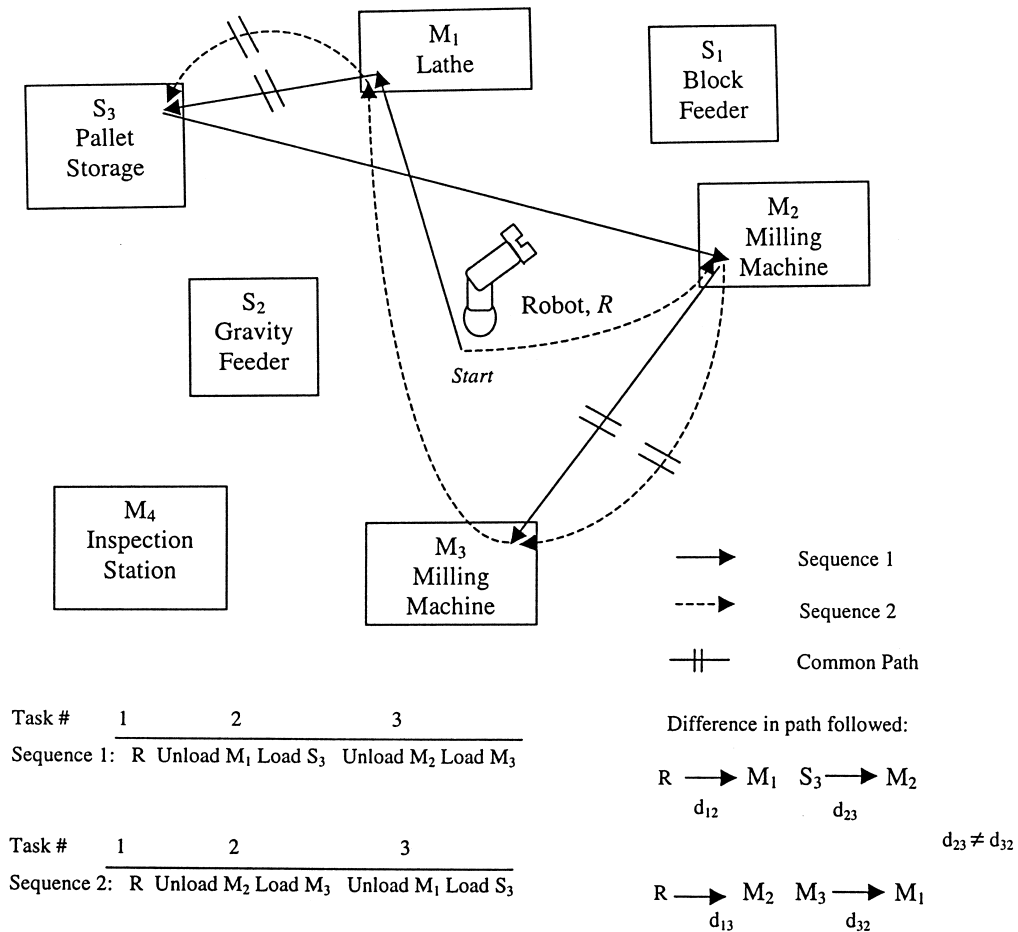 M₁
Lathe
S₁
Block
Feeder
S₃
Pallet
Storage
M₂
Milling
Machine
S₂
Gravity
Feeder
Robot, R
Start
M₄
Inspection
Station
M₃
Milling
Machine
Sequence 1
Sequence 2
Common Path
Task # 1 2 3
Sequence 1: R Unload M₁ Load S₃ Unload M₂ Load M₃
Task # 1 2 3
Sequence 2: R Unload M₂ Load M₃ Unload M₁ Load S₃
Difference in path followed:
R → M₁ S₃ → M₂
d₁₂ d₂₃
d₂₃ ≠ d₃₂
R → M₂ M₃ → M₁
d₁₃ d₃₂